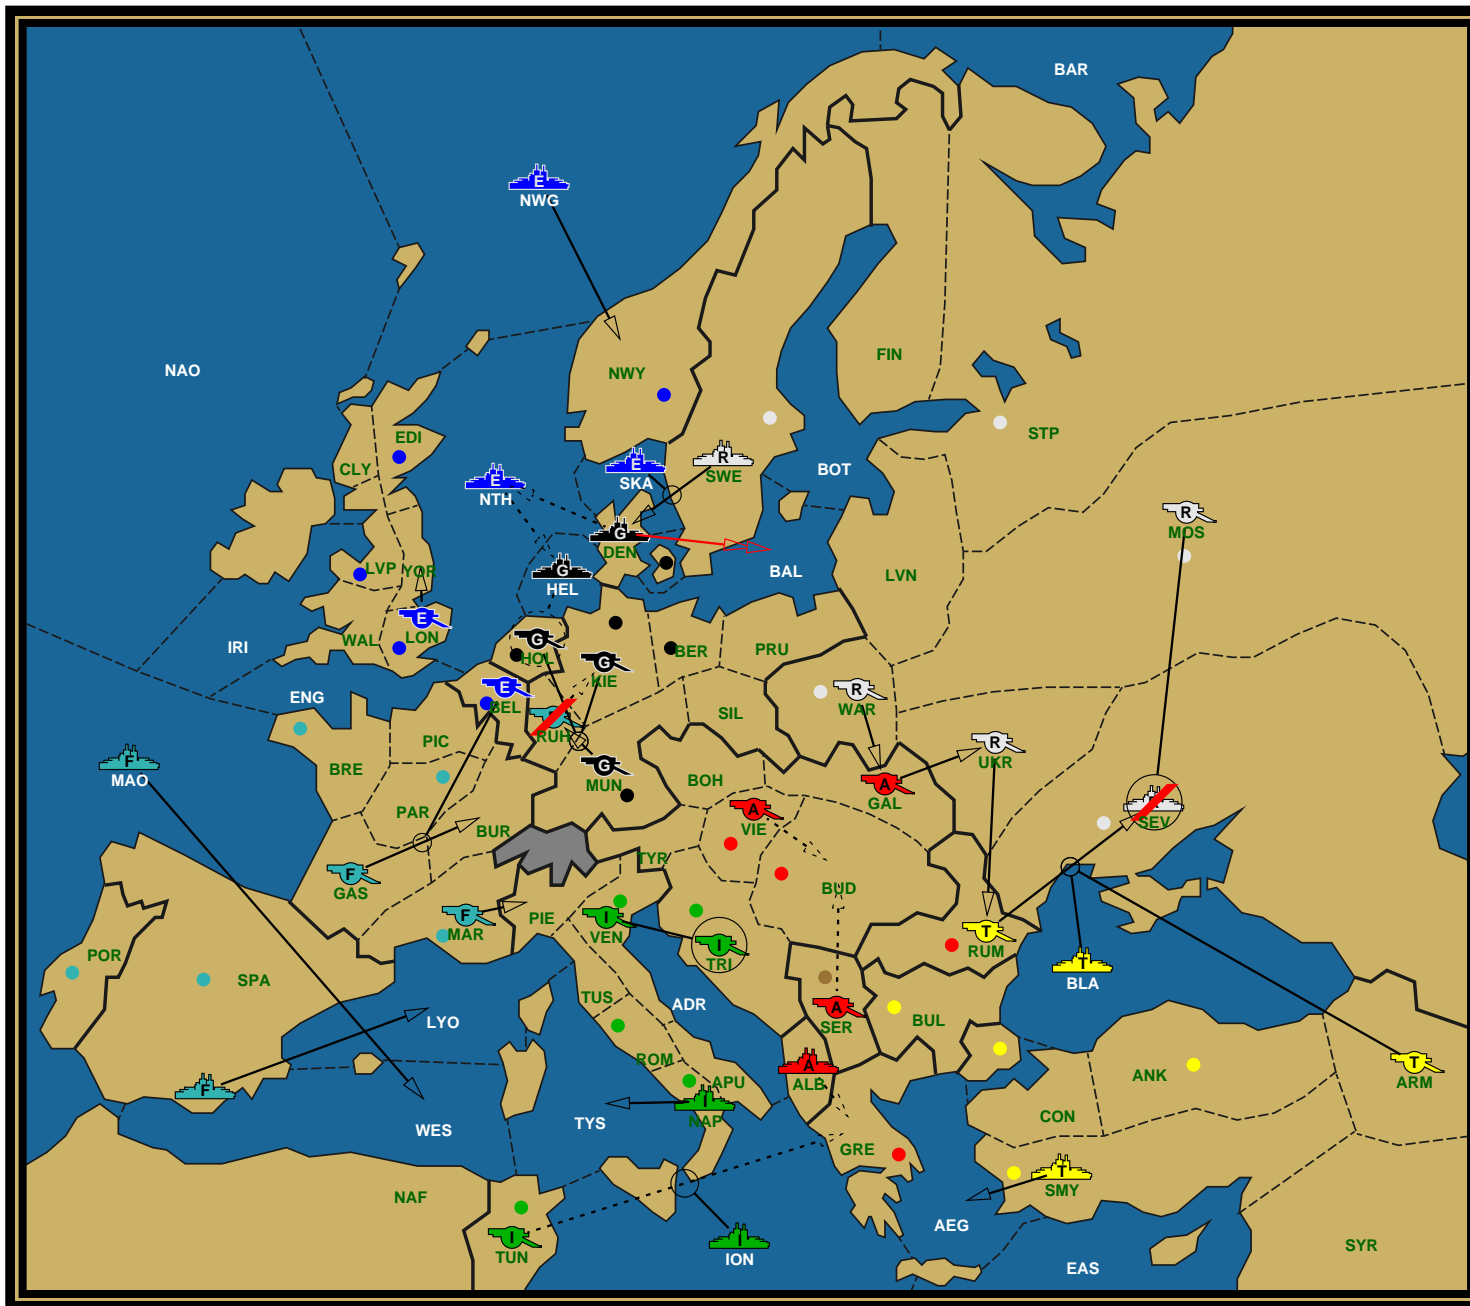 BAR
E
NWG
NAO
FIN
NWY
EDI
STP
CLY
E
SKA
R
SWE
BOT
E
NTH
R
MOS
G
DEN
LVP
YOR
G
HEL
BAL
LVN
E
LON
WAL
IRI
G
HOL
BER
PRU
G
KIE
ENG
E
BEL
R
WAR
SIL
RUH
PIC
R
UKR
F
MAO
BRE
G
MUN
BOH
A
GAL
PAR
A
VIE
SEV
BUR
TYR
F
GAS
BUD
F
MAR
PIE
I
VEN
T
RUM
I
TRI
POR
SPA
T
BLA
TUS
ADR
A
SER
BUL
LYO
ROM
A
ALB
APU
ANK
T
ARM
F
I
NAP
CON
WES
TYS
GRE
T
SMY
NAF
AEG
I
TUN
I
ION
SYR
EAS